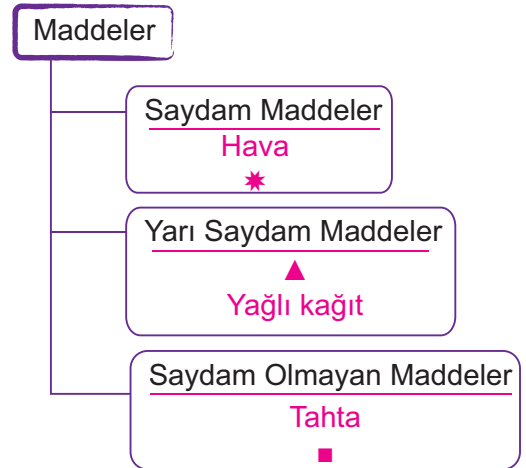 Maddeler
Saydam Maddeler
Hava
✷
Yarı Saydam Maddeler
▲
Yağlı kağıt
Saydam Olmayan Maddeler
Tahta
■